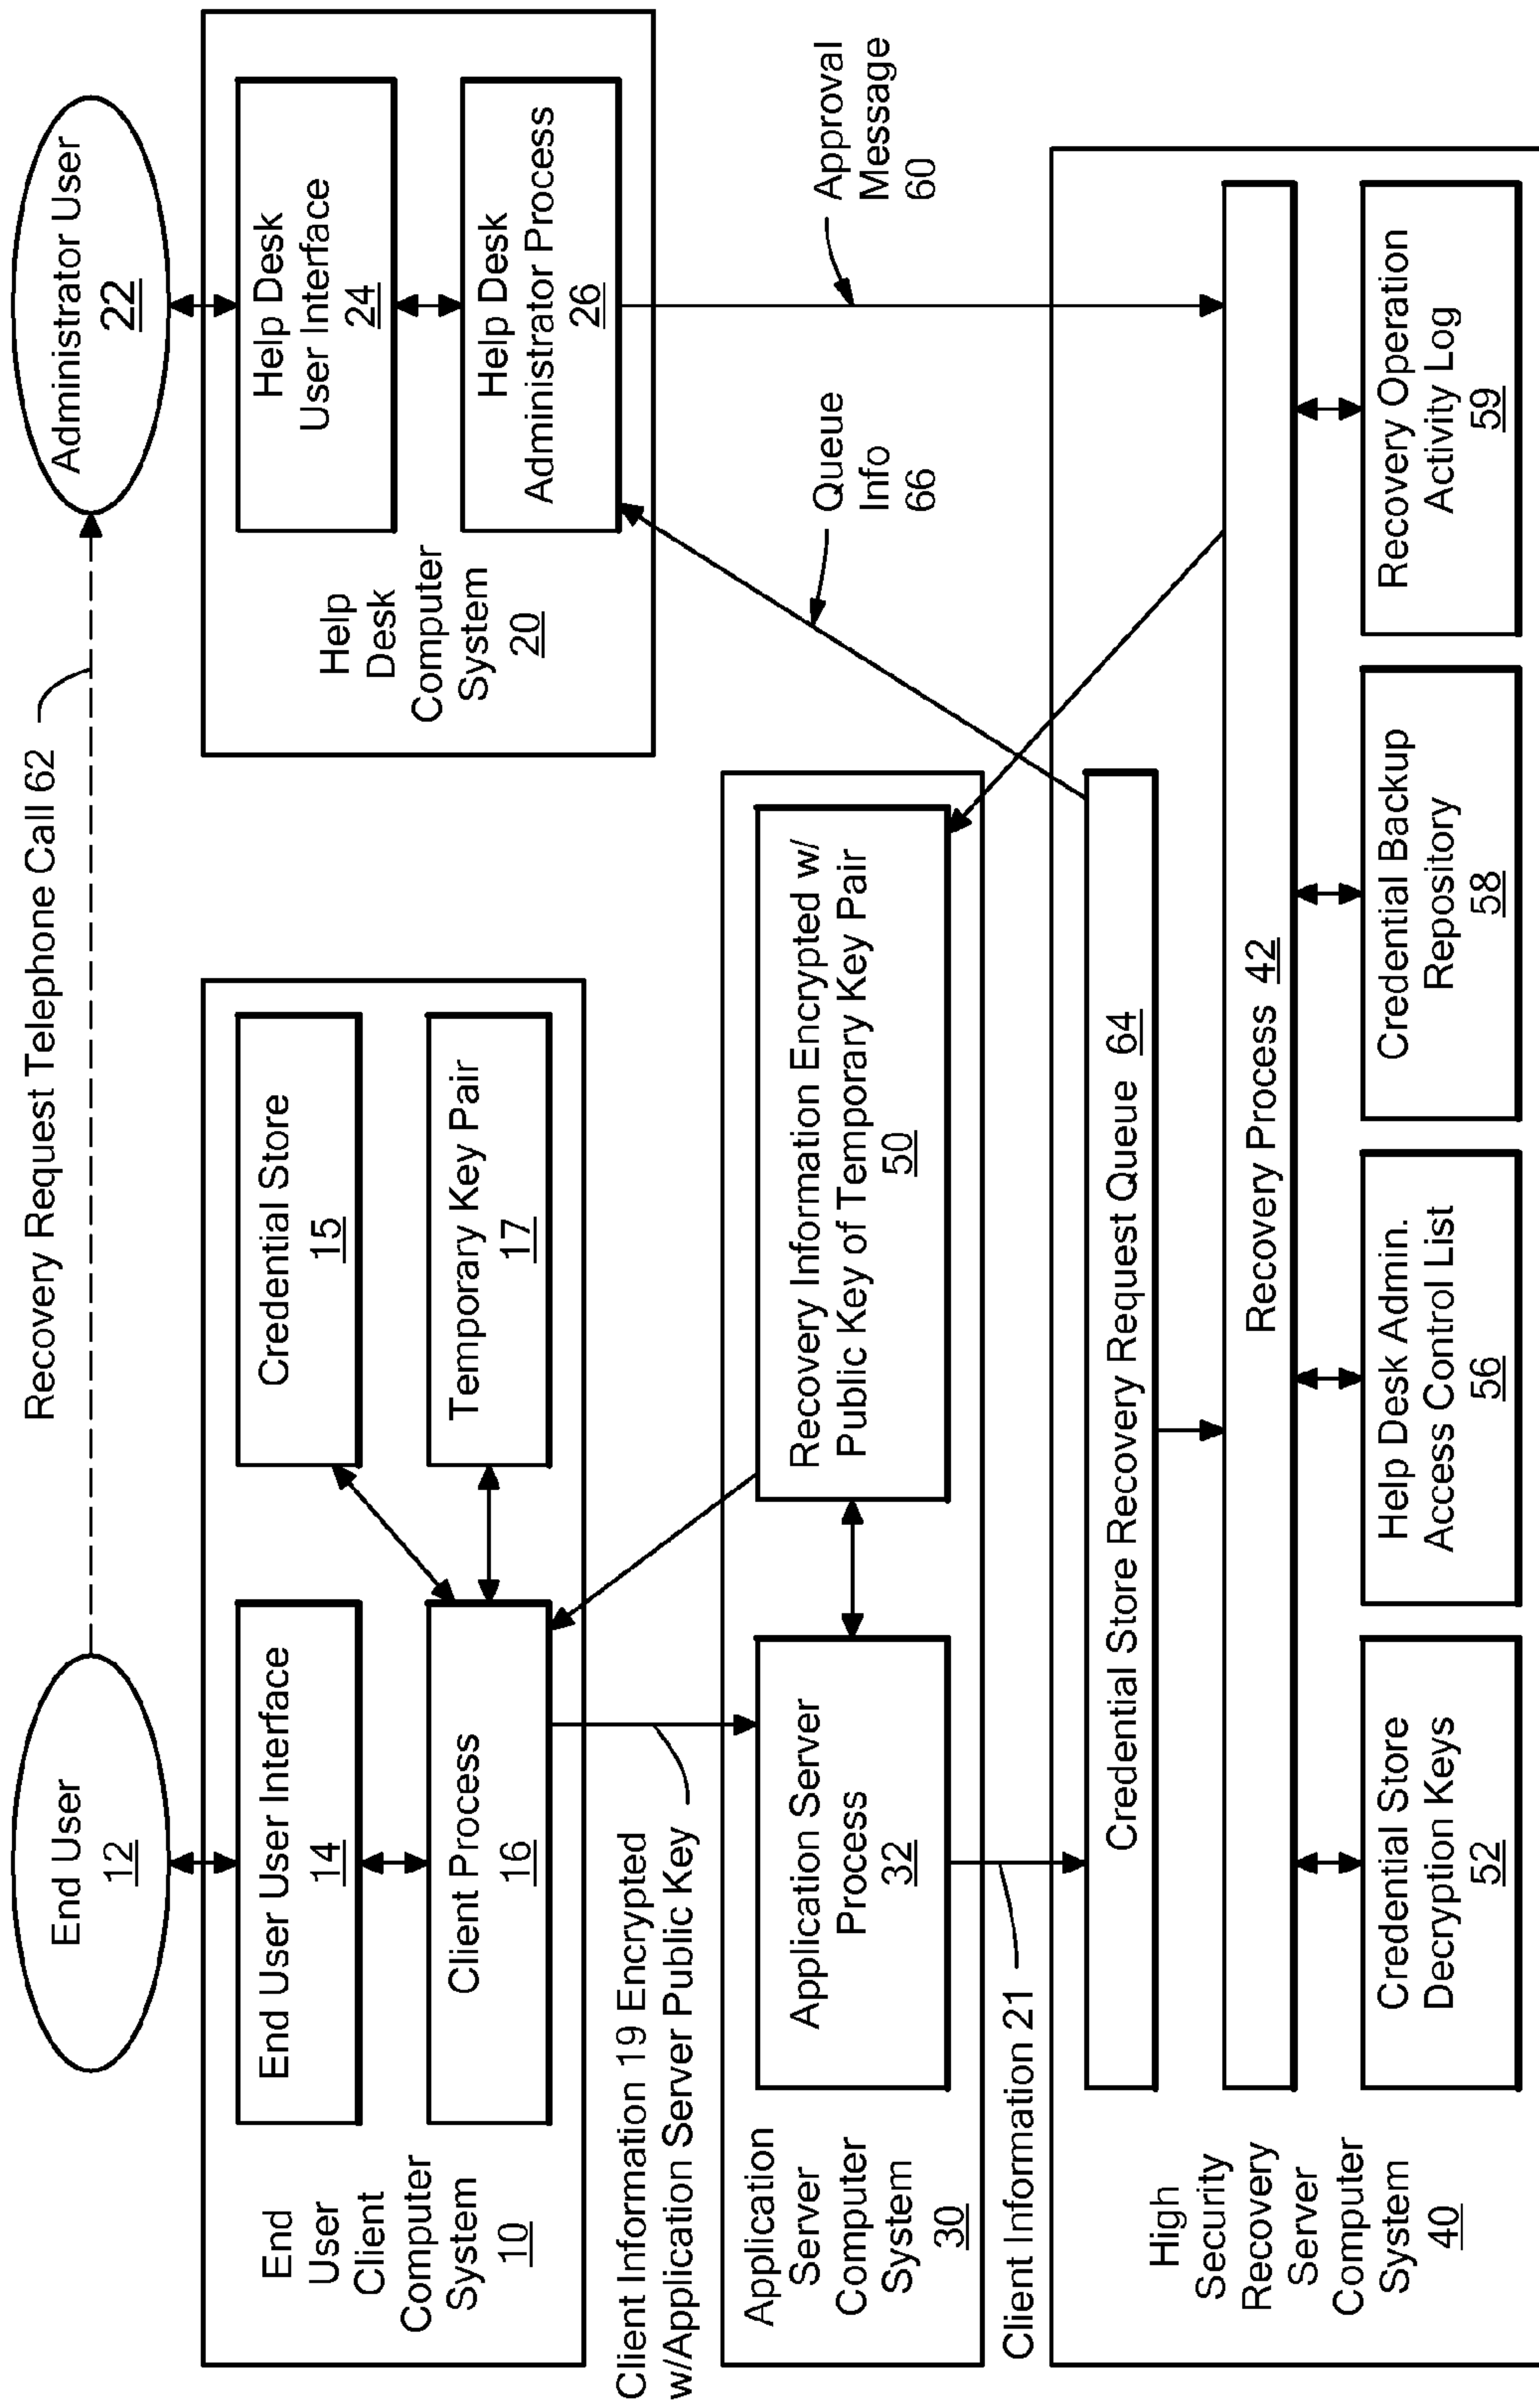 End User
12
Recovery Request Telephone Call 62
Administrator User
22
End
User
Client
Computer
System
10
End User User Interface
14
Client Process
16
Credential Store
15
Temporary Key Pair
17
Help
Desk
Computer
System
20
Help Desk
User Interface
24
Help Desk
Administrator Process
26
Client Information 19 Encrypted
w/Application Server Public Key
Application
Server
Computer
System
30
Application Server
Process
32
Recovery Information Encrypted w/
Public Key of Temporary Key Pair
50
Queue
Info
66
Approval
Message
60
Client Information 21
High
Security
Recovery
Server
Computer
System
40
Credential Store Recovery Request Queue 64
Recovery Process 42
Credential Store
Decryption Keys
52
Help Desk Admin.
Access Control List
56
Credential Backup
Repository
58
Recovery Operation
Activity Log
59